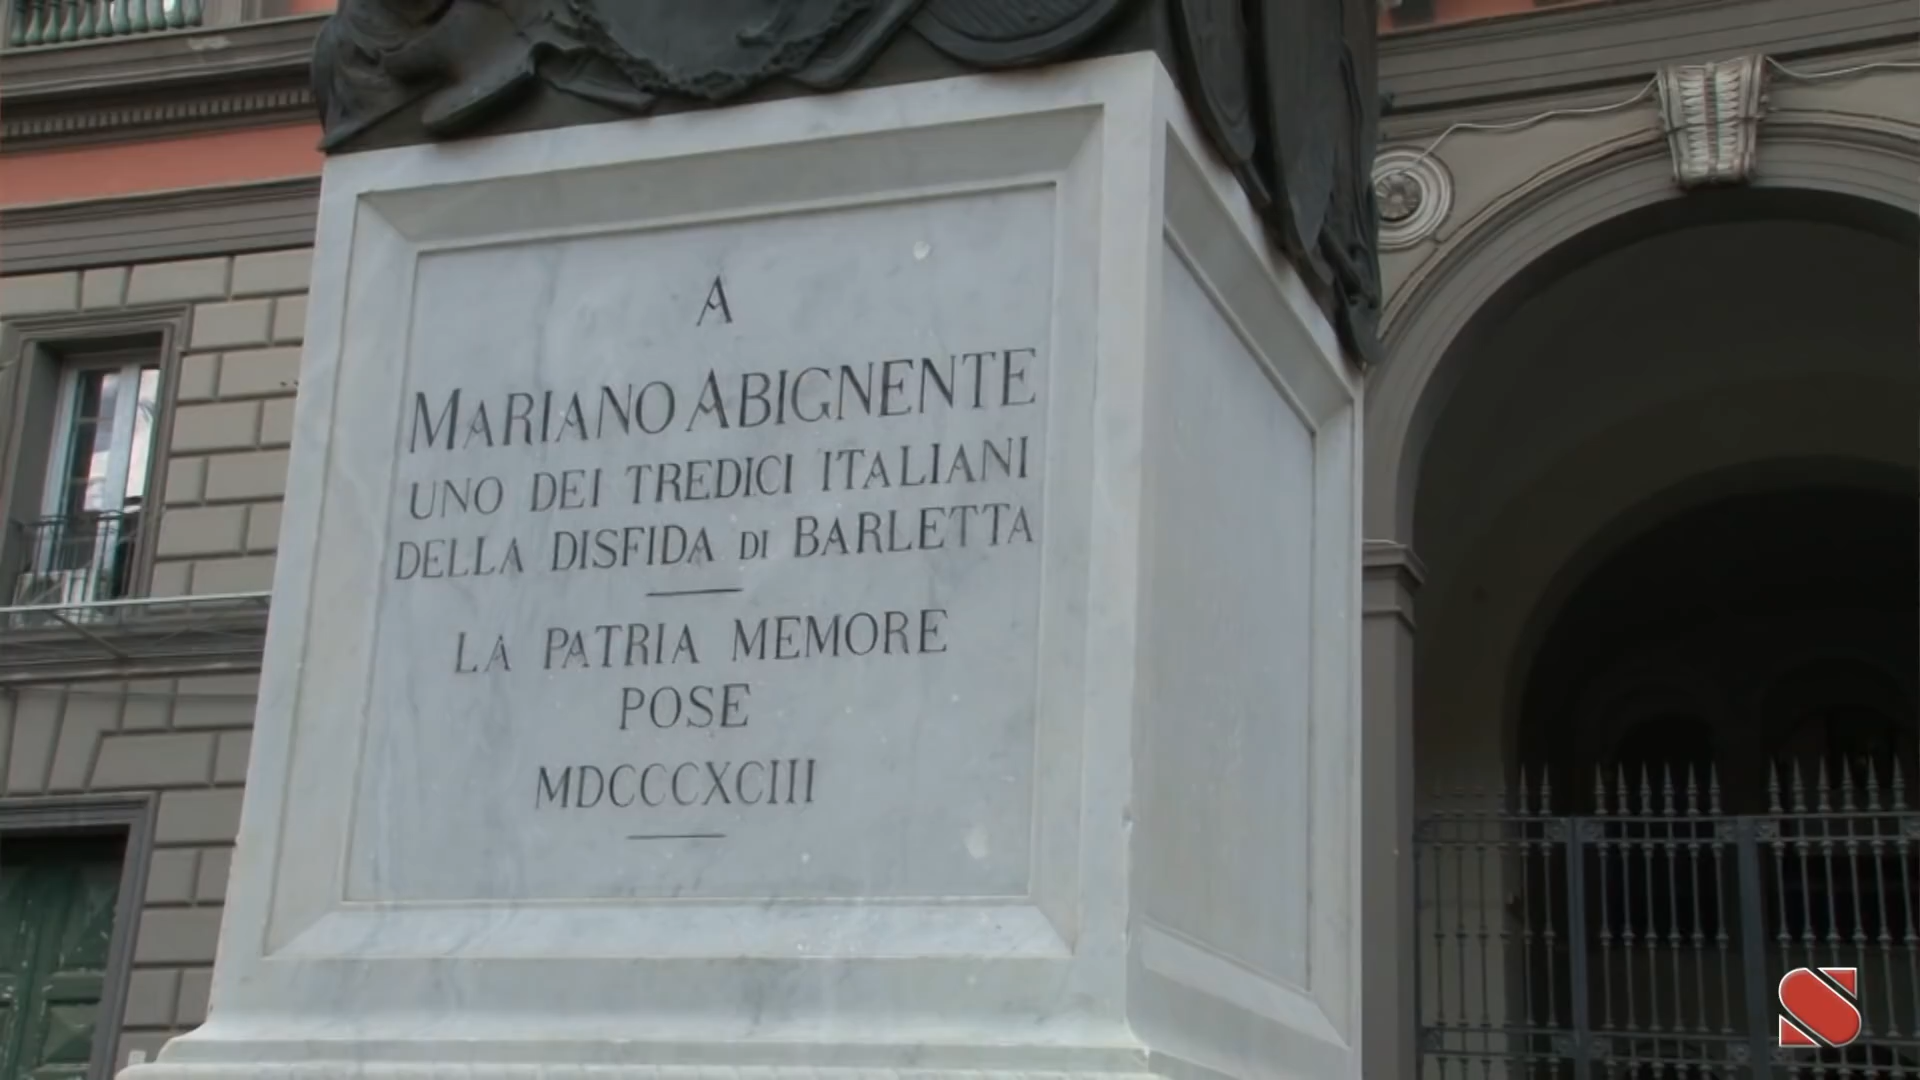 A
MARIANO ABIGNENTE
UNO DEI TREDICI ITALIANI
DELLA DISFIDA DI BARLETTA
LA PATRIA MEMORE
POSE
MDCCCXCIII
S